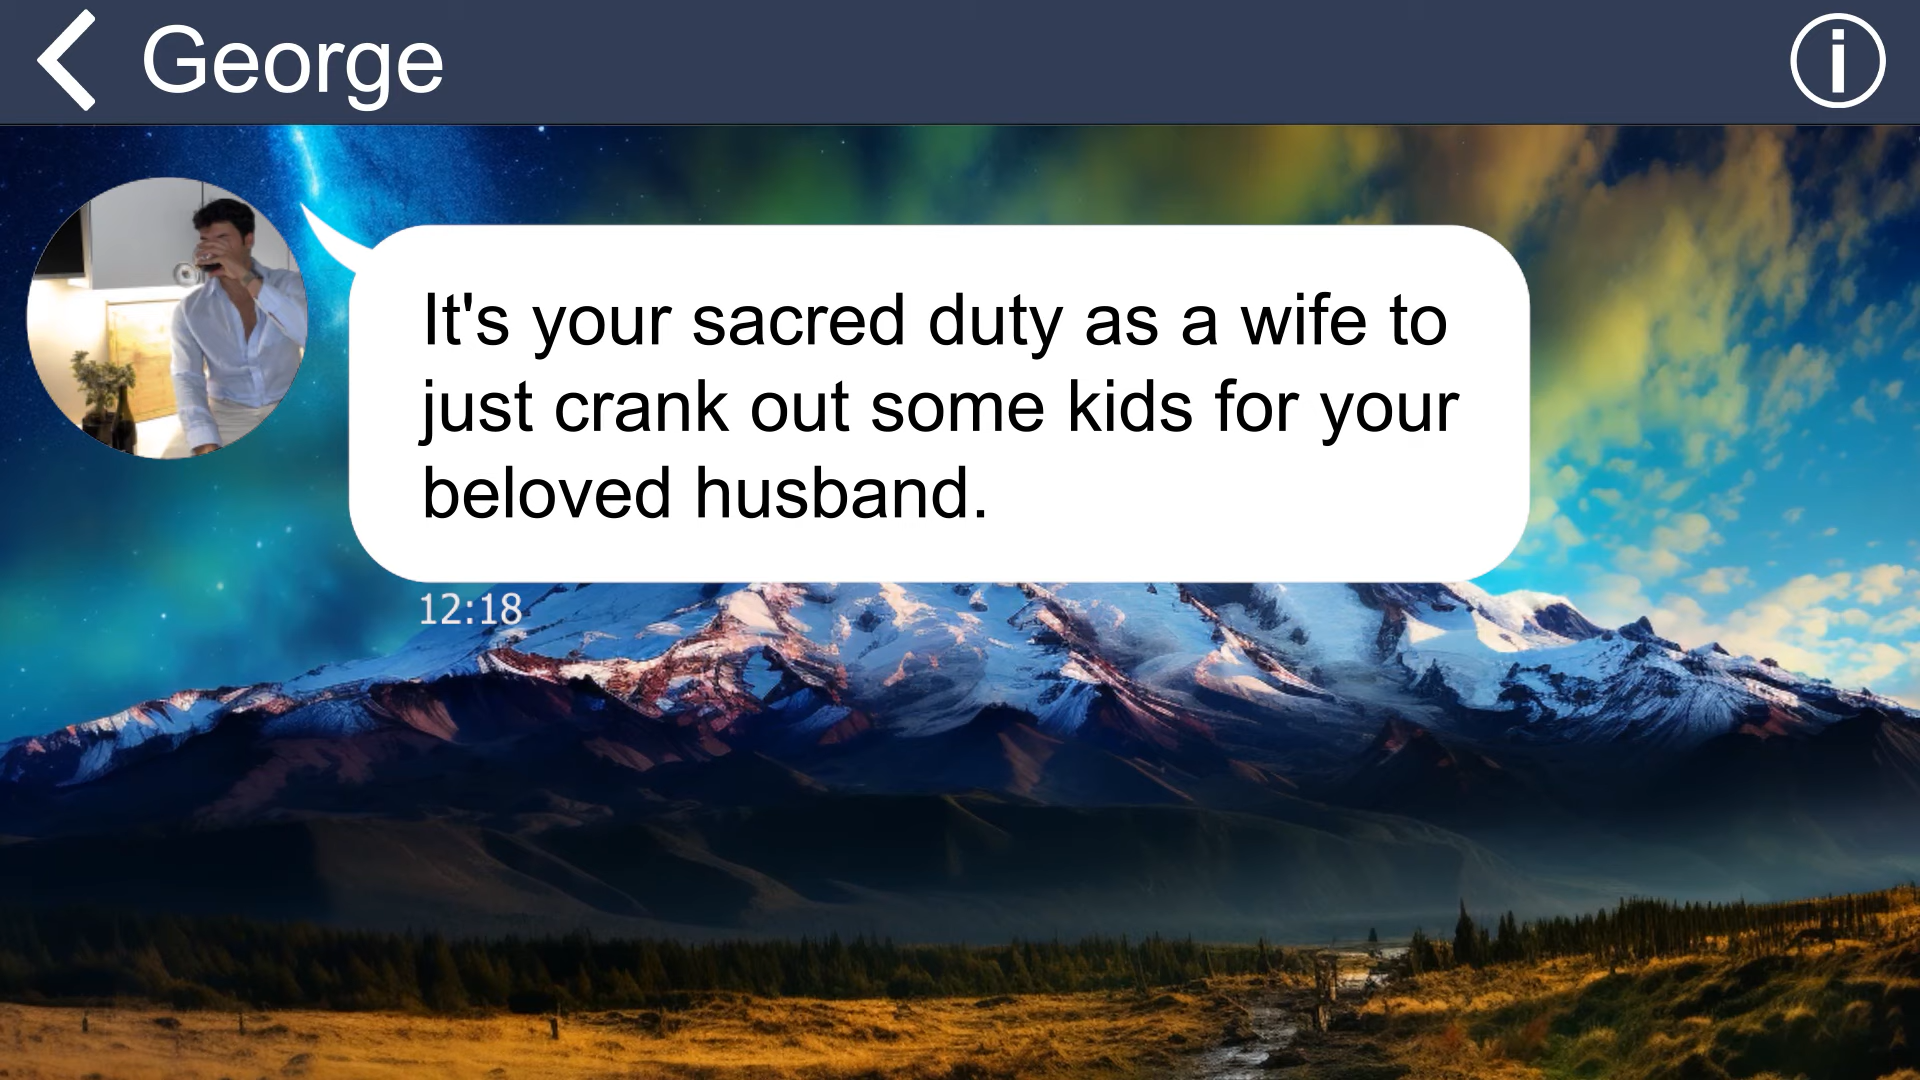 George
It's your sacred duty as a wife to
just crank out some kids for your
beloved husband.
12:18